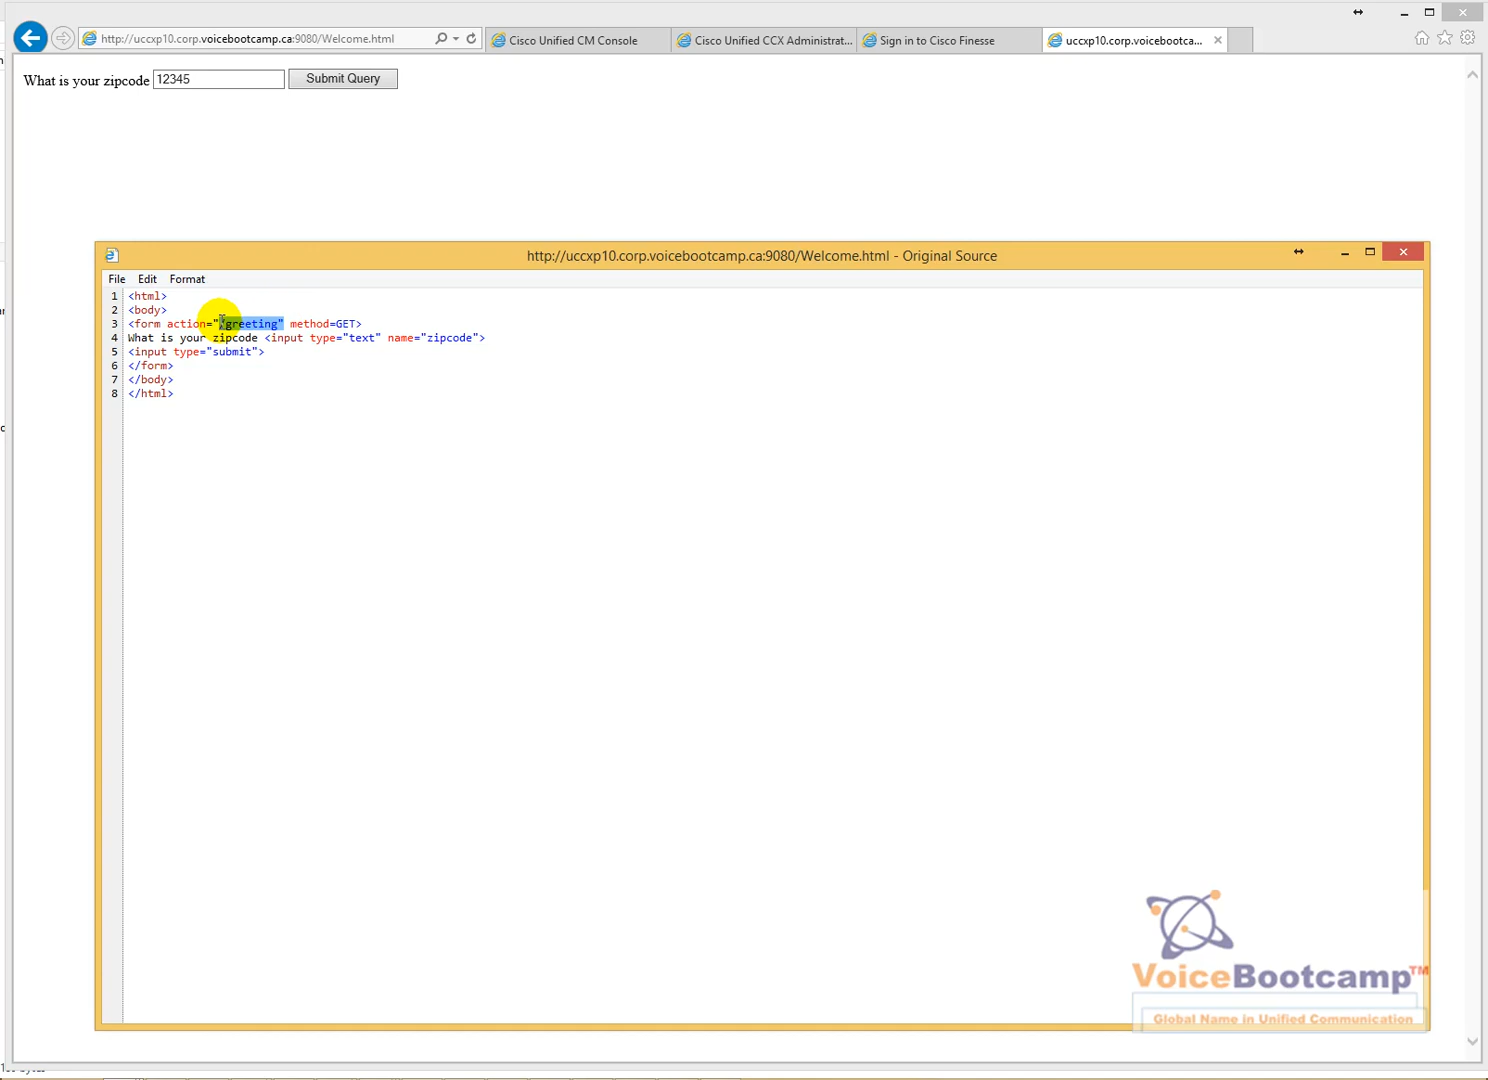 http://uccxp10.corp.voicebootcamp.ca:9080/Welcome.html
Cisco Unified CM Console
Cisco Unified CCX Administrat...
Sign in to Cisco Finesse
uccxp10.corp.voicebootca...
What is your zipcode 12345 Submit Query
http://uccxp10.corp.voicebootcamp.ca:9080/Welcome.html - Original Source
File Edit Format
1 <html>
2 <body>
3 <form action="/greeting" method=GET>
4 What is your zipcode <input type="text" name="zipcode">
5 <input type="submit">
6 </form>
7 </body>
8 </html>
VoiceBootcamp™
Global Name in Unified Communication